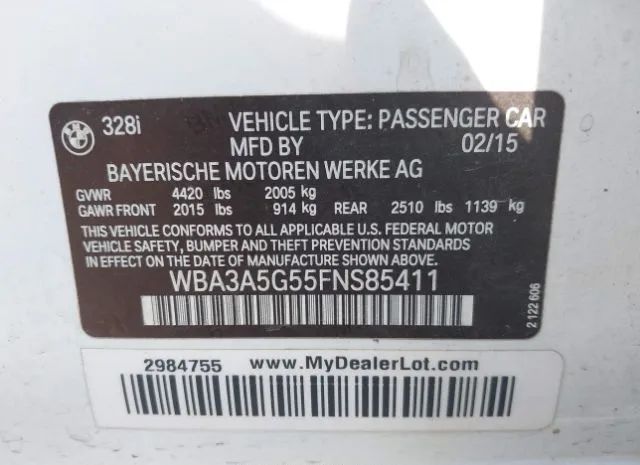 328i VEHICLE TYPE: PASSENGER CAR
MFD BY 02/15
BAYERISCHE MOTOREN WERKE AG
GVWR 4420 lbs 2005 kg
GAWR FRONT 2015 lbs 914 kg REAR 2510 lbs 1139 kg
THIS VEHICLE CONFORMS TO ALL APPLICABLE U.S. FEDERAL MOTOR
VEHICLE SAFETY, BUMPER AND THEFT PREVENTION STANDARDS
IN EFFECT ON THE DATE OF MANUFACTURE SHOWN ABOVE.
WBA3A5G55FNS85411
2 122 606
2984755 www.MyDealerLot.com